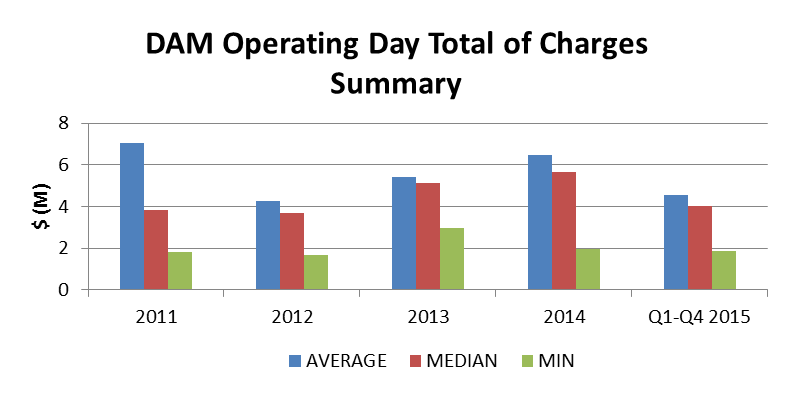 DAM Operating Day Total of Charges
Summary
$ (M)
8
6
4
2
0
2011 2012 2013 2014 Q1-Q4 2015
AVERAGE MEDIAN MIN